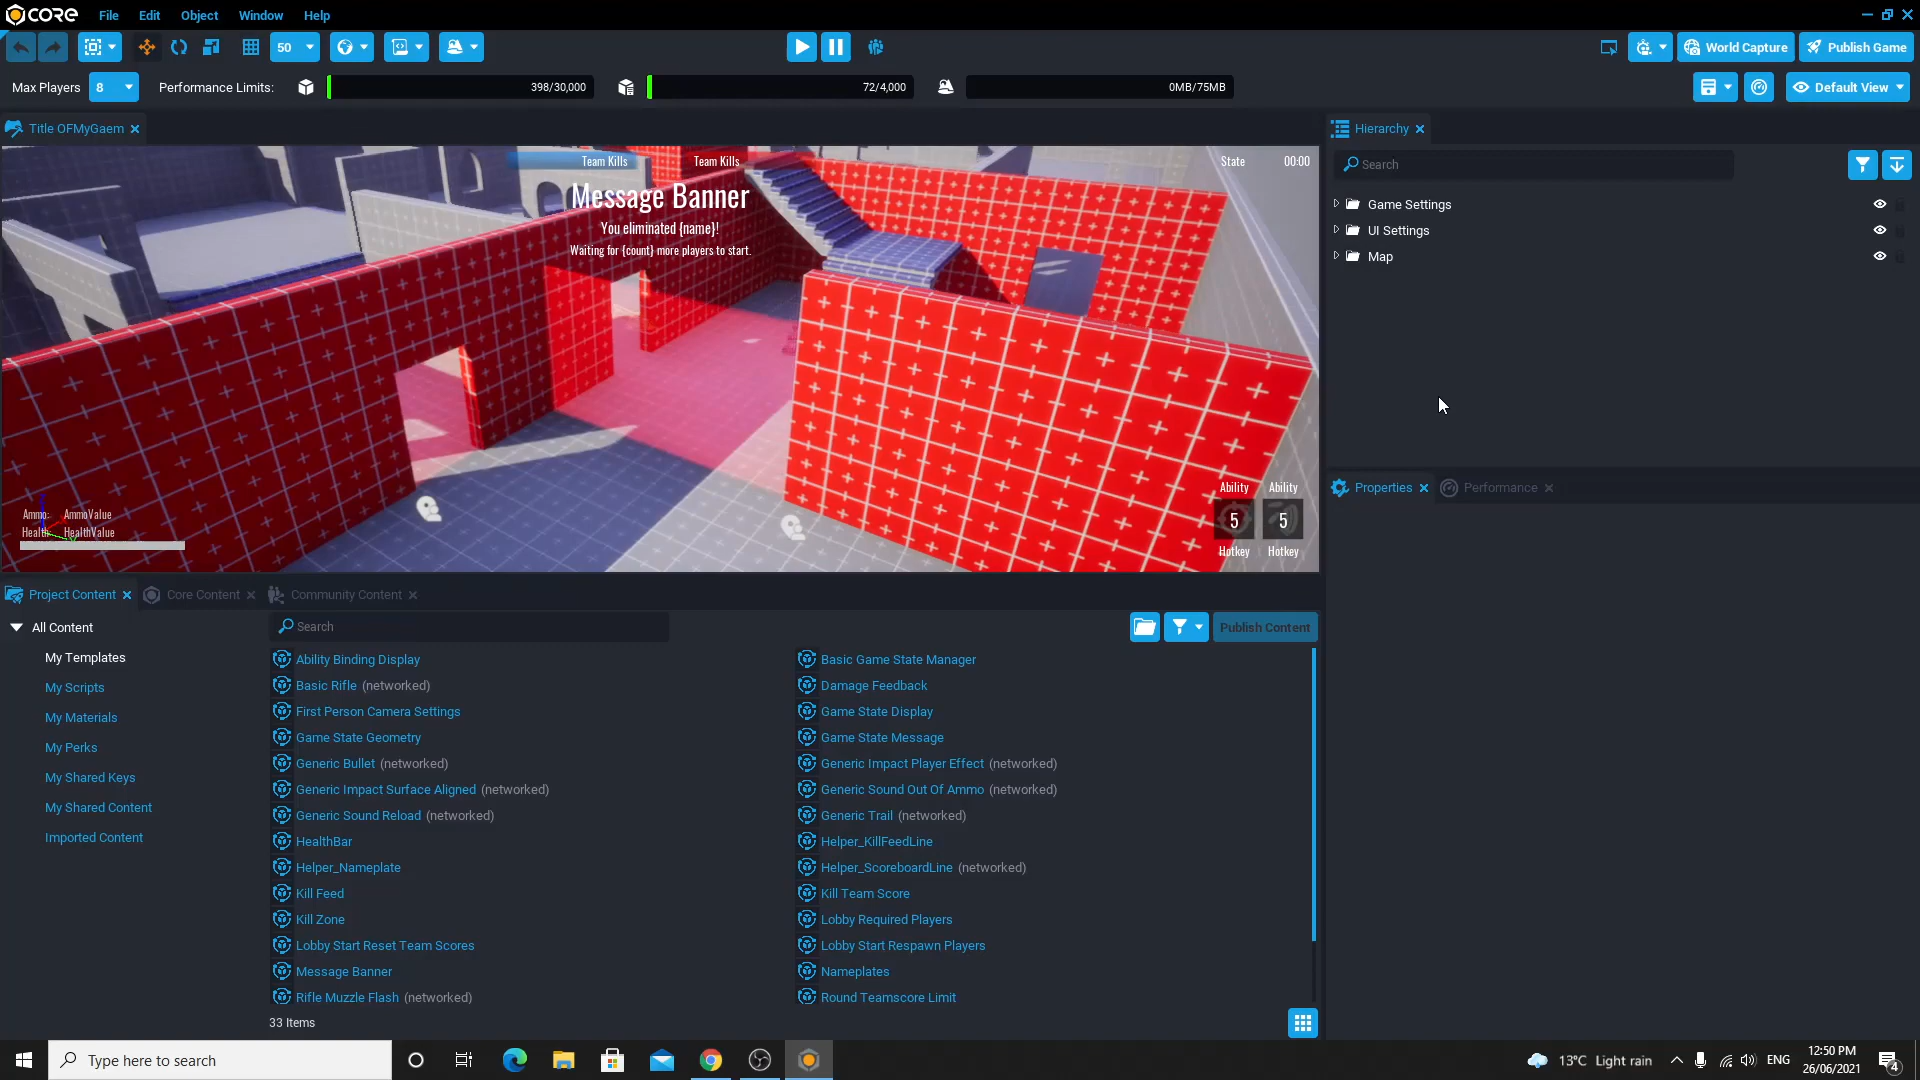 CORE File Edit Object Window Help
50 World Capture Publish Game
Max Players 8 Performance Limits: 398/30,000 72/4,000 0MB/75MB Default View
Title OFMyGaem
Hierarchy
Team Kills Team Kills State 00:00
Search
Message Banner
You eliminated {name}!
Waiting for {count} more players to start.
Game Settings
UI Settings
Map
Ability Ability
Properties Performance
Ammo: AmmoValue
5 5
Health: HealthValue
Hotkey Hotkey
Project Content Core Content Community Content
All Content
Search
Publish Content
My Templates
My Scripts
My Materials
My Perks
My Shared Keys
My Shared Content
Imported Content
Ability Binding Display
Basic Game State Manager
Basic Rifle (networked)
Damage Feedback
First Person Camera Settings
Game State Display
Game State Geometry
Game State Message
Generic Bullet (networked)
Generic Impact Player Effect (networked)
Generic Impact Surface Aligned (networked)
Generic Sound Out Of Ammo (networked)
Generic Sound Reload (networked)
Generic Trail (networked)
HealthBar
Helper_KillFeedLine
Helper_Nameplate
Helper_ScoreboardLine (networked)
Kill Feed
Kill Team Score
Kill Zone
Lobby Required Players
Lobby Start Reset Team Scores
Lobby Start Respawn Players
Message Banner
Nameplates
Rifle Muzzle Flash (networked)
Round Teamscore Limit
33 Items
Type here to search
13°C Light rain
ENG
12:50 PM
26/06/2021
4